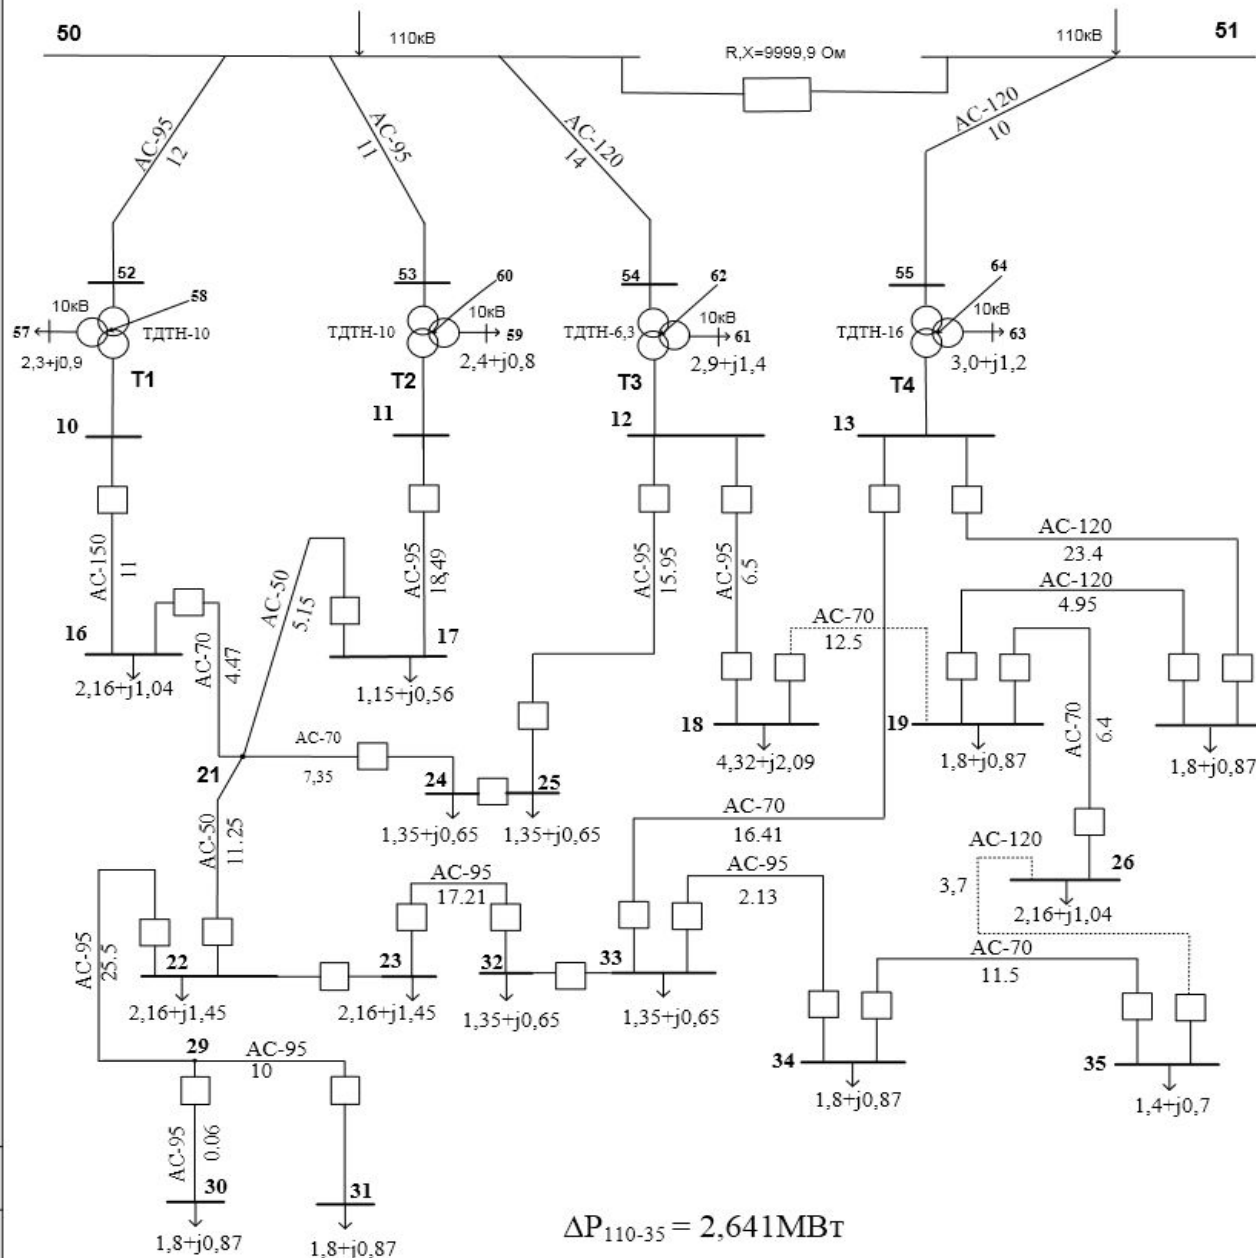 50
110кВ
R,X=9999,9 Ом
110кВ
51
АС-95
12
АС-95
11
АС-120
14
АС-120
10
52
58
10кВ
57
ТДТН-10
2,3+j0,9
Т1
53
60
10кВ
ТДТН-10
59
2,4+j0,8
Т2
54
62
10кВ
ТДТН-6,3
61
2,9+j1,4
Т3
55
64
10кВ
ТДТН-16
63
3,0+j1,2
Т4
10
11
12
13
АС-150
11
АС-50
5.15
АС-95
18,49
АС-95
15.95
АС-95
6.5
АС-120
23.4
АС-120
4.95
16
АС-70
4.47
2,16+j1,04
17
1,15+j0,56
АС-70
12.5
18
4,32+j2,09
19
1,8+j0,87
АС-70
6.4
1,8+j0,87
21
АС-70
7,35
24
25
1,35+j0,65
1,35+j0,65
АС-70
16.41
АС-50
11.25
АС-95
17.21
АС-95
2.13
АС-120
3,7
26
2,16+j1,04
АС-95
25.5
22
2,16+j1,45
23
2,16+j1,45
32
1,35+j0,65
33
1,35+j0,65
АС-70
11.5
29
АС-95
10
34
1,8+j0,87
35
1,4+j0,7
АС-95
0.06
30
1,8+j0,87
31
1,8+j0,87
ΔP110-35 = 2,641МВт